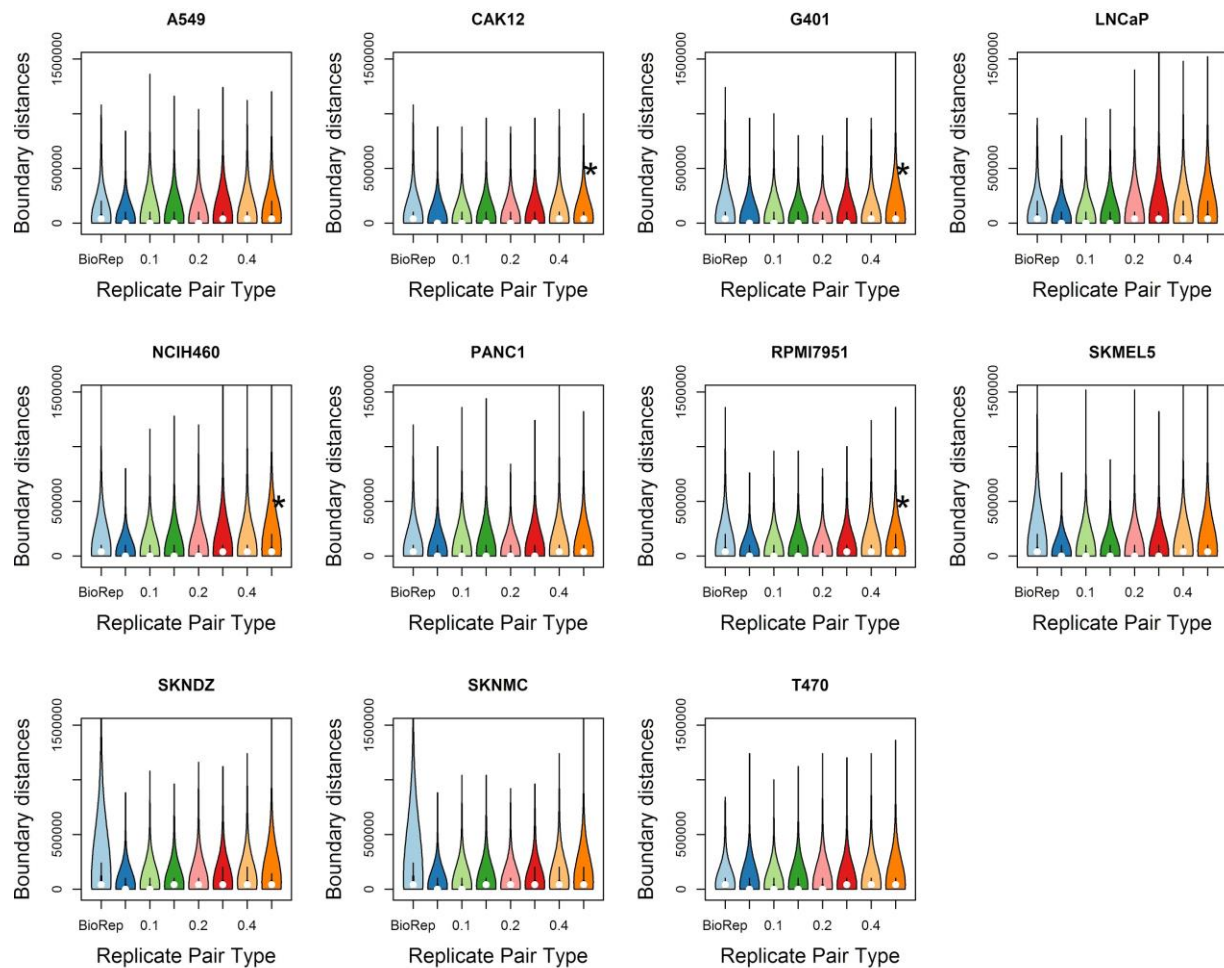 A549
CAK12
G401
LNCaP
Boundary distances
1500000
500000
0
BioRep 0.1 0.2 0.4
Replicate Pair Type
Boundary distances
1500000
500000
0
*
BioRep 0.1 0.2 0.4
Replicate Pair Type
Boundary distances
1500000
500000
0
*
BioRep 0.1 0.2 0.4
Replicate Pair Type
Boundary distances
1500000
500000
0
BioRep 0.1 0.2 0.4
Replicate Pair Type
NCIH460
PANC1
RPMI7951
SKMEL5
Boundary distances
1500000
500000
0
*
BioRep 0.1 0.2 0.4
Replicate Pair Type
Boundary distances
1500000
500000
0
BioRep 0.1 0.2 0.4
Replicate Pair Type
Boundary distances
1500000
500000
0
*
BioRep 0.1 0.2 0.4
Replicate Pair Type
Boundary distances
1500000
500000
0
BioRep 0.1 0.2 0.4
Replicate Pair Type
SKNDZ
SKNMC
T470
Boundary distances
1500000
500000
0
BioRep 0.1 0.2 0.4
Replicate Pair Type
Boundary distances
1500000
500000
0
BioRep 0.1 0.2 0.4
Replicate Pair Type
Boundary distances
1500000
500000
0
BioRep 0.1 0.2 0.4
Replicate Pair Type